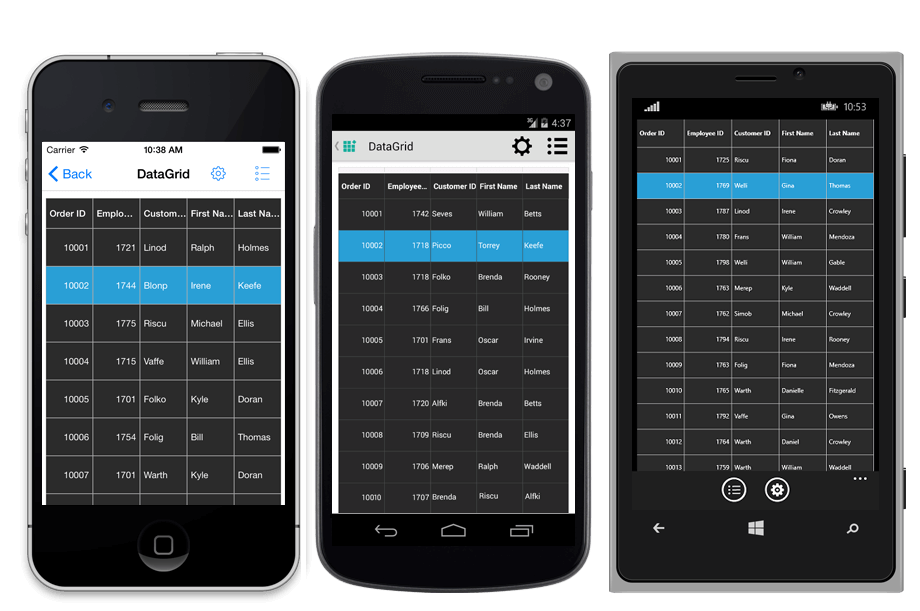 Carrier 10:38 AM
Back DataGrid
Order ID Emplo... Custom... First Na... Last Na...
10001 1721 Linod Ralph Holmes
10002 1744 Blonp Irene Keefe
10003 1775 Riscu Michael Ellis
10004 1715 Vaffe William Ellis
10005 1701 Folko Kyle Doran
10006 1754 Folig Bill Thomas
10007 1701 Warth Kyle Doran
3G 4:37
DataGrid
Order ID Employee... Customer ID First Name Last Name
10001 1742 Seves William Betts
10002 1718 Picco Torrey Keefe
10003 1718 Folko Brenda Rooney
10004 1766 Folig Bill Holmes
10005 1701 Frans Oscar Irvine
10006 1718 Linod Oscar Holmes
10007 1720 Alfki Brenda Betts
10008 1709 Riscu Brenda Ellis
10009 1706 Merep Ralph Waddell
10010 1707 Brenda Riscu Alfki
10:53
Order ID Employee ID Customer ID First Name Last Name
10001 1725 Riscu Fiona Doran
10002 1769 Welli Gina Thomas
10003 1787 Linod Irene Crowley
10004 1780 Frans William Mendoza
10005 1798 Welli William Gable
10006 1763 Merep Kyle Waddell
10007 1762 Simob Michael Crowley
10008 1794 Riscu Irene Rooney
10009 1763 Folig Fiona Mendoza
10010 1765 Warth Danielle Fitzgerald
10011 1792 Vaffe Gina Owens
10012 1764 Warth Daniel Crowley
10013 1759 Warth William Waddell